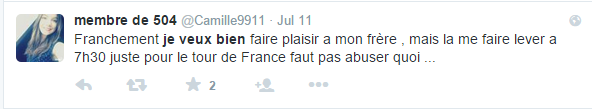 membre de 504 @Camille9911 · Jul 11
Franchement je veux bien faire plaisir a mon frère , mais la me faire lever a
7h30 juste pour le tour de France faut pas abuser quoi ...
2